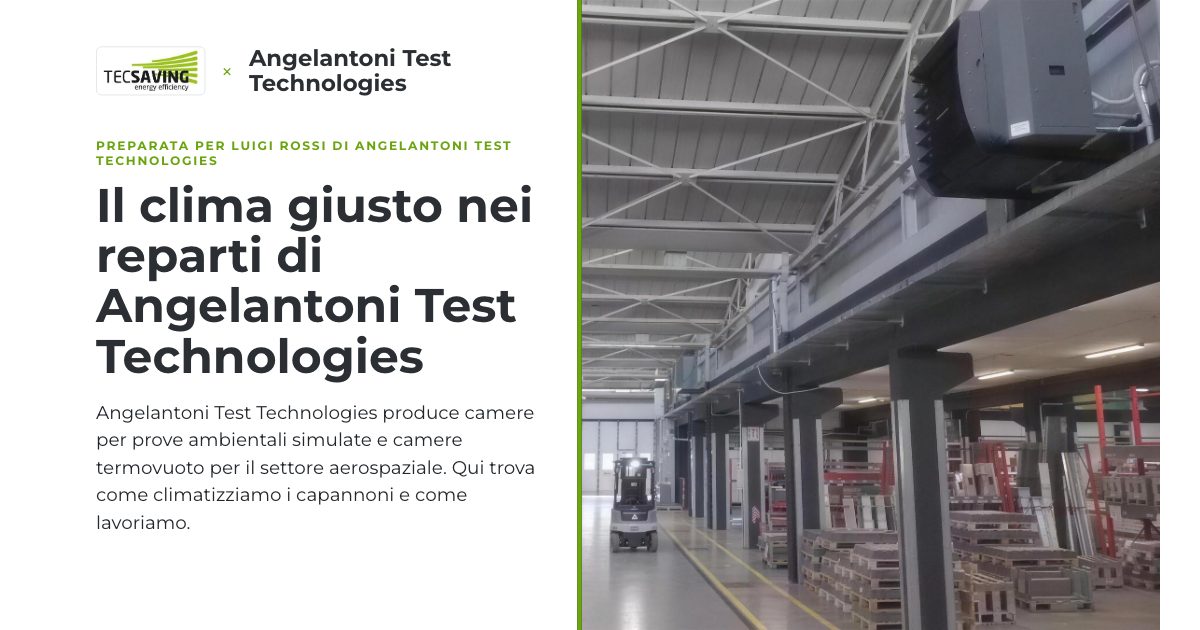 TECSAVING
energy efficiency
×
Angelantoni Test
Technologies
PREPARATA PER LUIGI ROSSI DI ANGELANTONI TEST
TECHNOLOGIES
Il clima giusto nei
reparti di
Angelantoni Test
Technologies
Angelantoni Test Technologies produce camere
per prove ambientali simulate e camere
termovuoto per il settore aerospaziale. Qui trova
come climatizziamo i capannoni e come
lavoriamo.